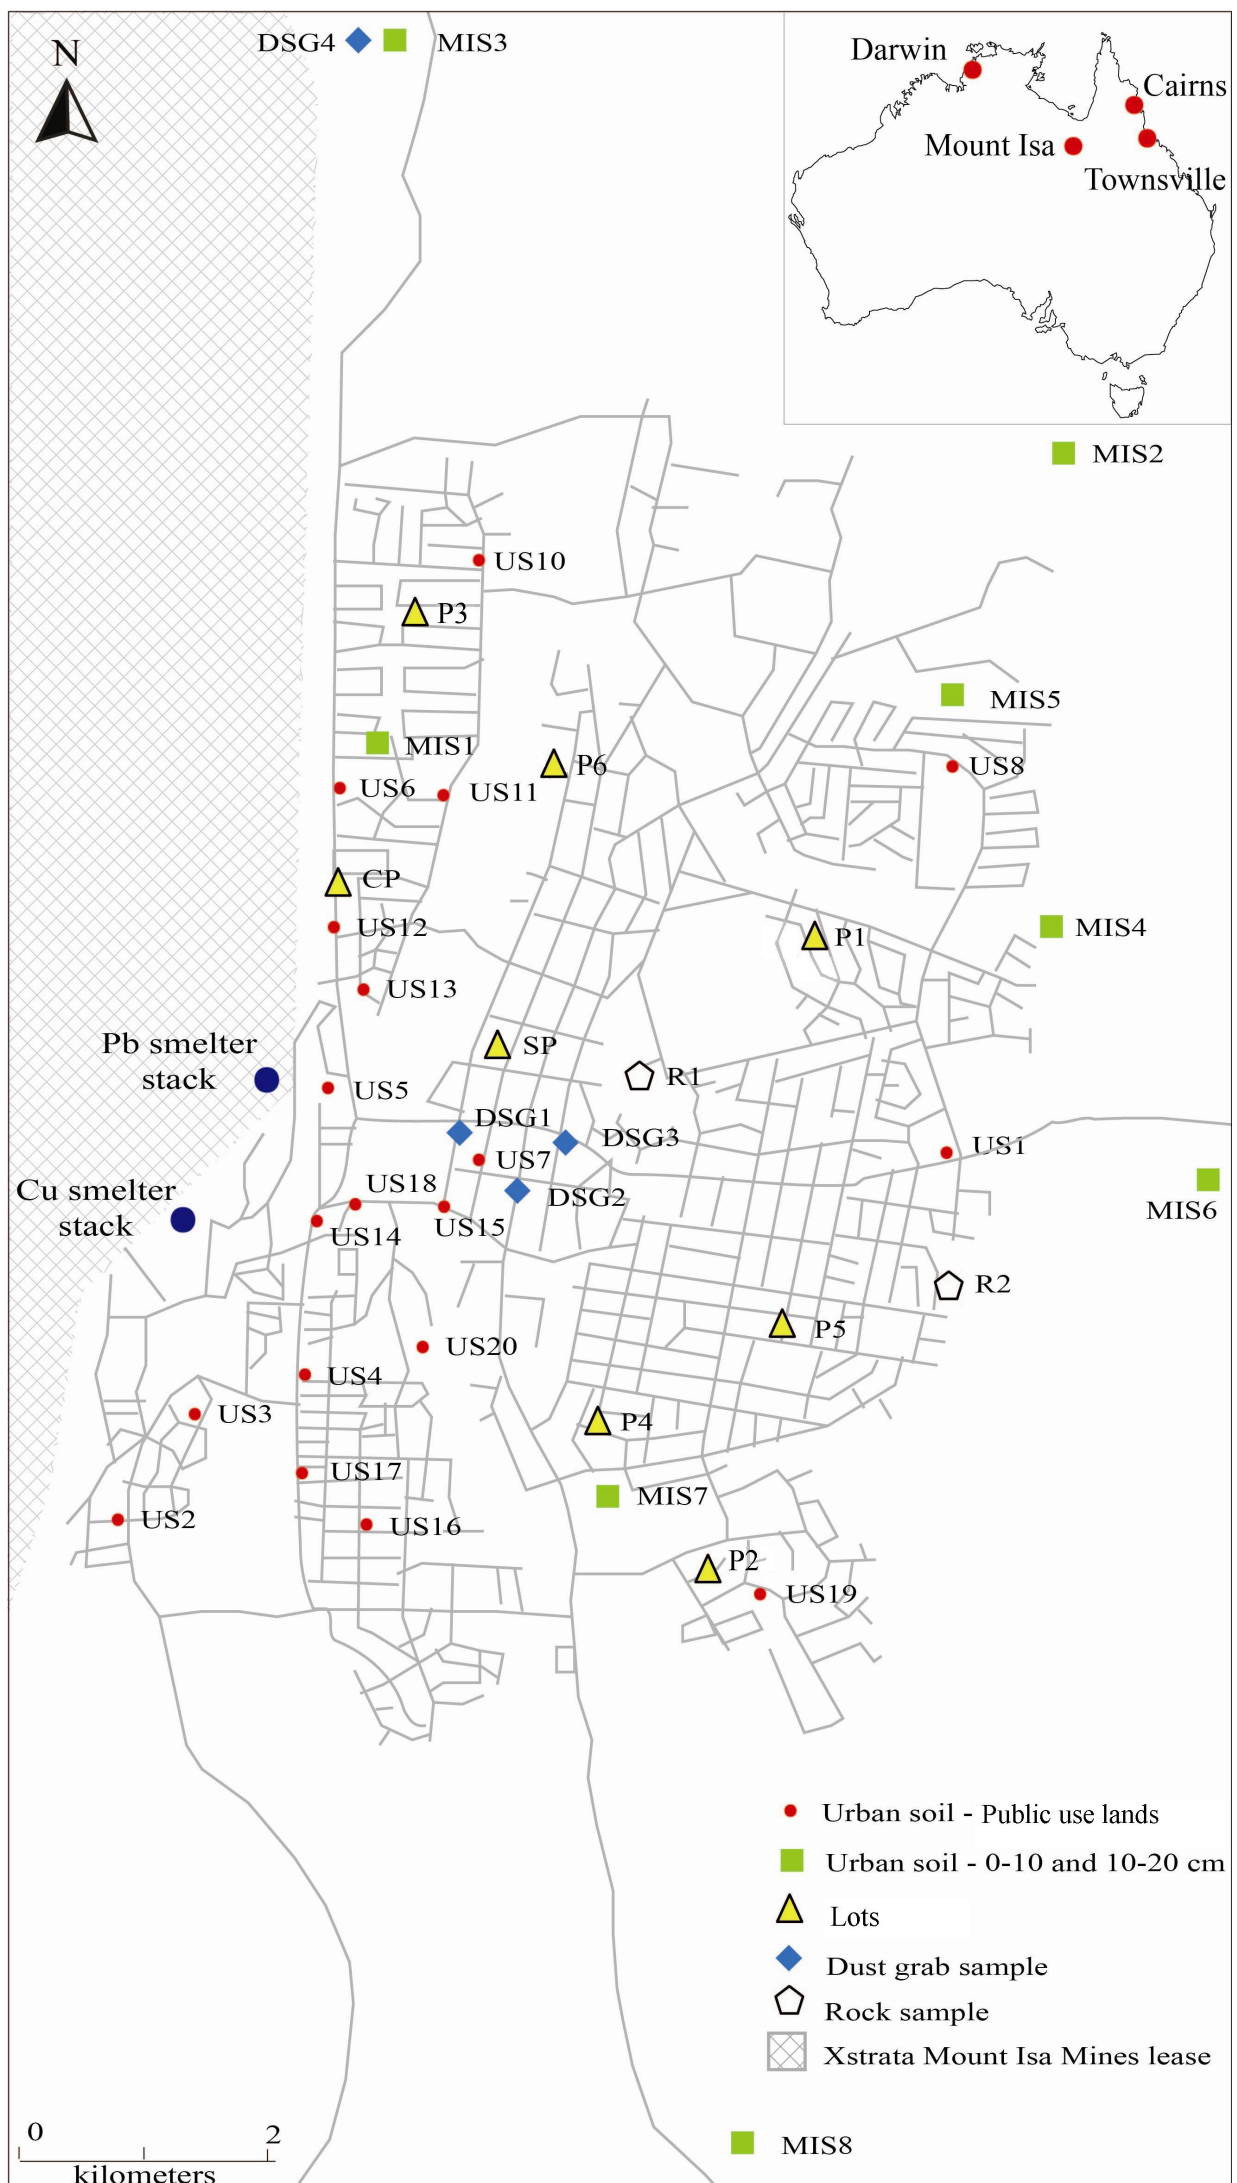 DSG4
MIS3
N
Darwin
Cairns
Mount Isa
Townsville
MIS2
US10
P3
MIS5
MIS1
P6
US8
US6
US11
CP
US12
P1
MIS4
US13
Pb smelter
stack
SP
R1
US5
DSG1
DSG3
US7
US1
Cu smelter
stack
US18
DSG2
MIS6
US14
US15
R2
P5
US20
US4
US3
P4
US17
MIS7
US2
US16
P2
US19
Urban soil - Public use lands
Urban soil - 0-10 and 10-20 cm
Lots
Dust grab sample
Rock sample
Xstrata Mount Isa Mines lease
0
2
kilometers
MIS8